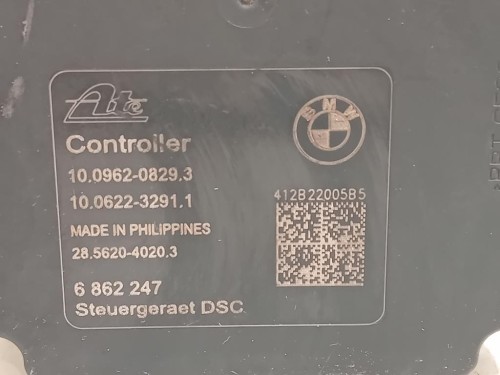 Ate
BMW
Controller
10.0962-0829.3
10.0622-3291.1
412B22005B5
MADE IN PHILIPPINES
28.5620-4020.3
6 862 247
Steuergeraet DSC